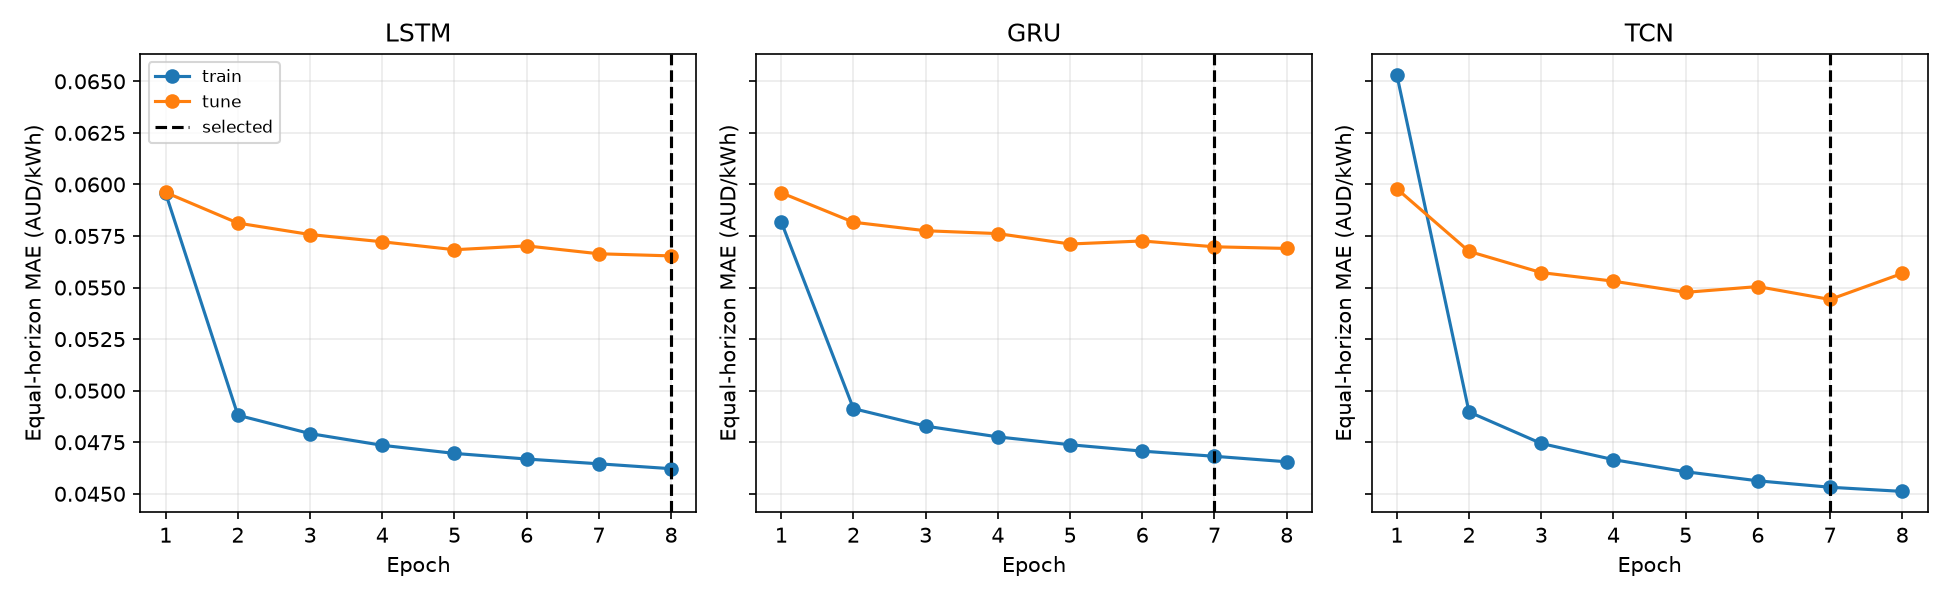 LSTM
GRU
TCN
train
tune
selected
Equal-horizon MAE (AUD/kWh)
0.0650
0.0625
0.0600
0.0575
0.0550
0.0525
0.0500
0.0475
0.0450
1 2 3 4 5 6 7 8
Epoch
Equal-horizon MAE (AUD/kWh)
1 2 3 4 5 6 7 8
Epoch
Equal-horizon MAE (AUD/kWh)
1 2 3 4 5 6 7 8
Epoch